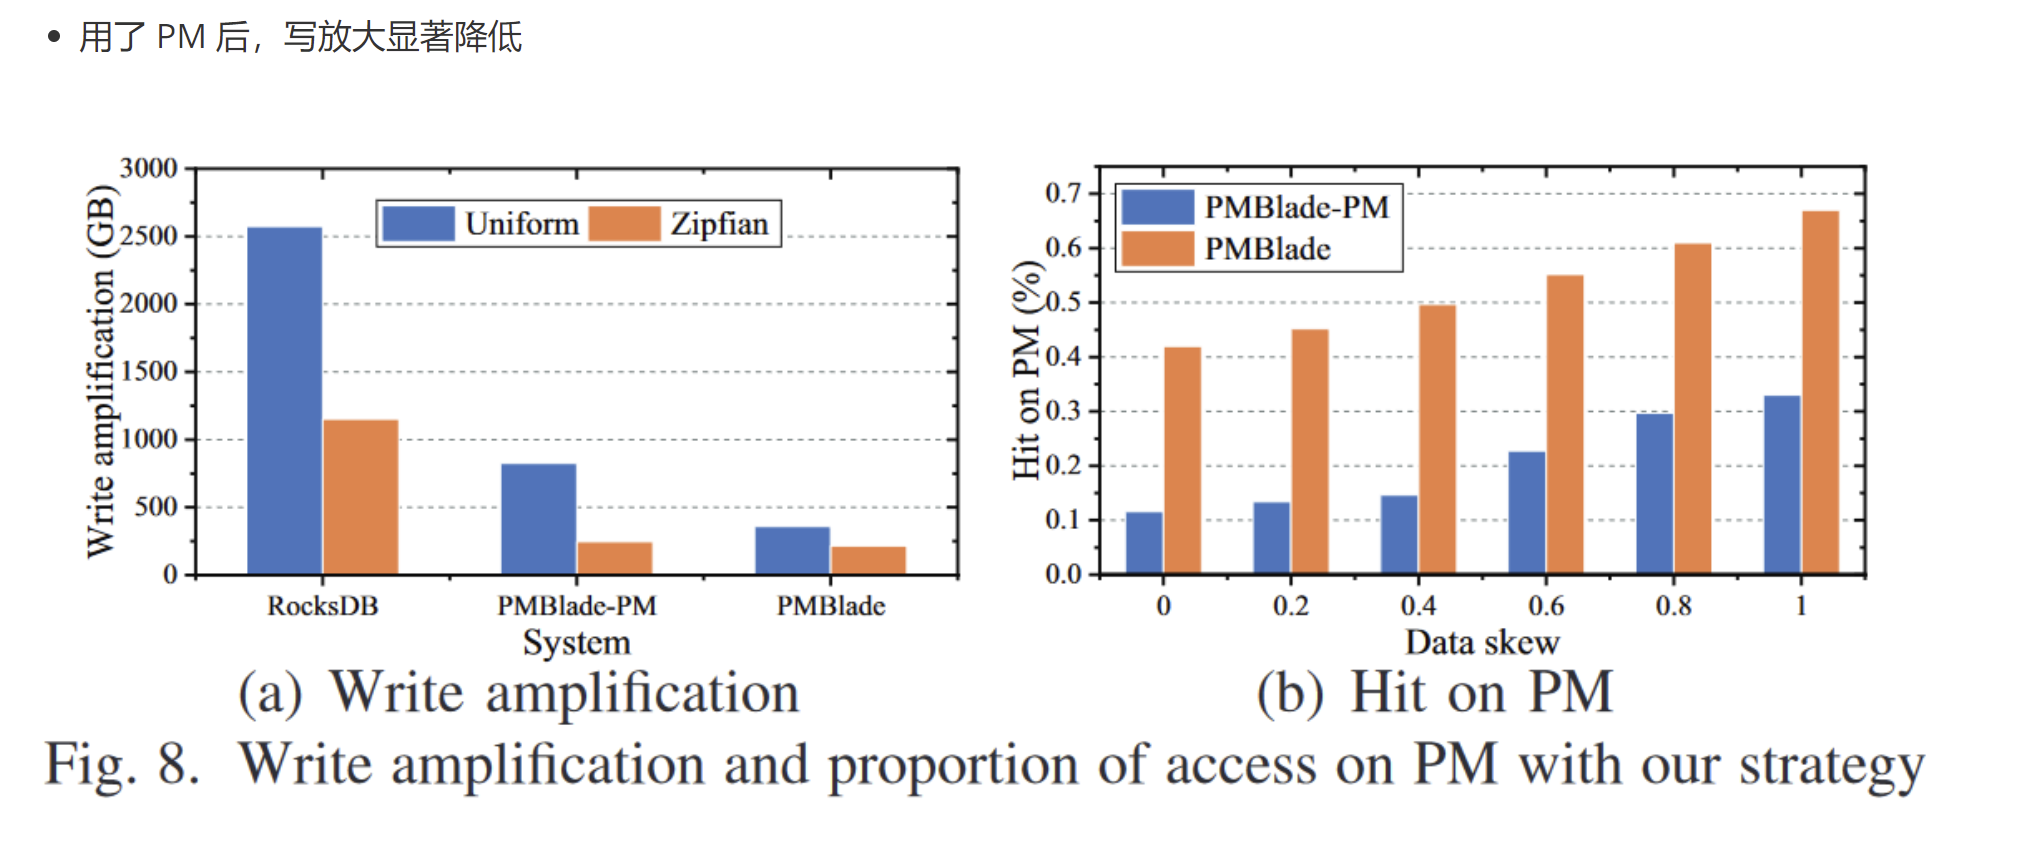 • 用了 PM 后，写放大显著降低
3000
2500
2000
1500
1000
500
0
Write amplification (GB)
Uniform Zipfian
RocksDB PMBlade-PM PMBlade
System
(a) Write amplification
0.7
0.6
0.5
0.4
0.3
0.2
0.1
0.0
Hit on PM (%)
PMBlade-PM
PMBlade
0 0.2 0.4 0.6 0.8 1
Data skew
(b) Hit on PM
Fig. 8. Write amplification and proportion of access on PM with our strategy